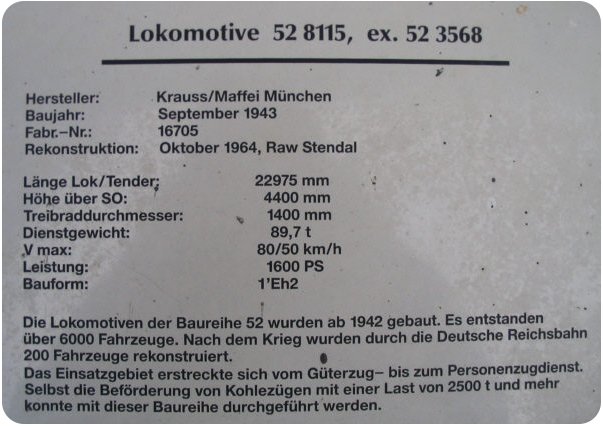 Lokomotive 52 8115, ex. 52 3568
Hersteller: Krauss/Maffei München
Baujahr: September 1943
Fabr.-Nr.: 16705
Rekonstruktion: Oktober 1964, Raw Stendal
Länge Lok/Tender: 22975 mm
Höhe über SO: 4400 mm
Treibraddurchmesser: 1400 mm
Dienstgewicht: 89,7 t
V max: 80/50 km/h
Leistung: 1600 PS
Bauform: 1'Eh2
Die Lokomotiven der Baureihe 52 wurden ab 1942 gebaut. Es entstanden
über 6000 Fahrzeuge. Nach dem Krieg wurden durch die Deutsche Reichsbahn
200 Fahrzeuge rekonstruiert.
Das Einsatzgebiet erstreckte sich vom Güterzug- bis zum Personenzugdienst.
Selbst die Beförderung von Kohlezügen mit einer Last von 2500 t und mehr
konnte mit dieser Baureihe durchgeführt werden.